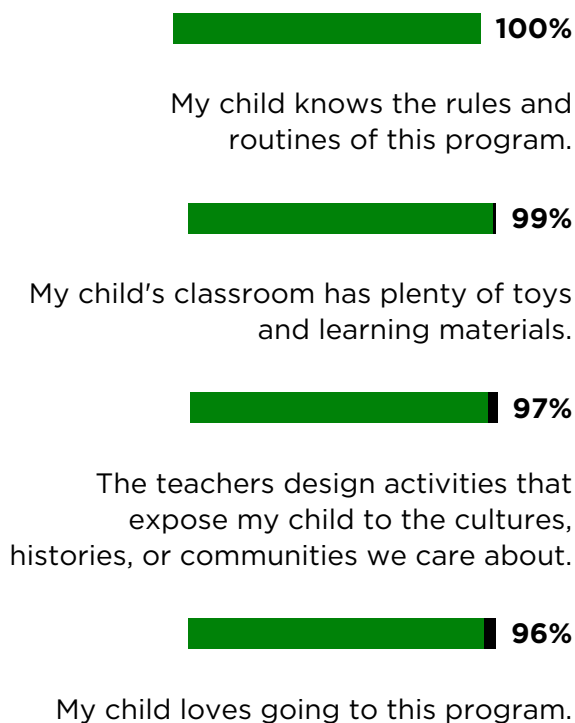 100%
My child knows the rules and
routines of this program.
99%
My child's classroom has plenty of toys
and learning materials.
97%
The teachers design activities that
expose my child to the cultures,
histories, or communities we care about.
96%
My child loves going to this program.